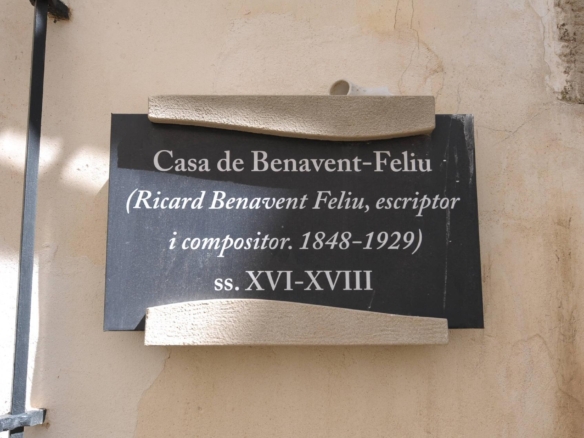 Casa de Benavent-Feliu
(Ricard Benavent Feliu, escriptor
i compositor. 1848-1929)
ss. XVI-XVIII